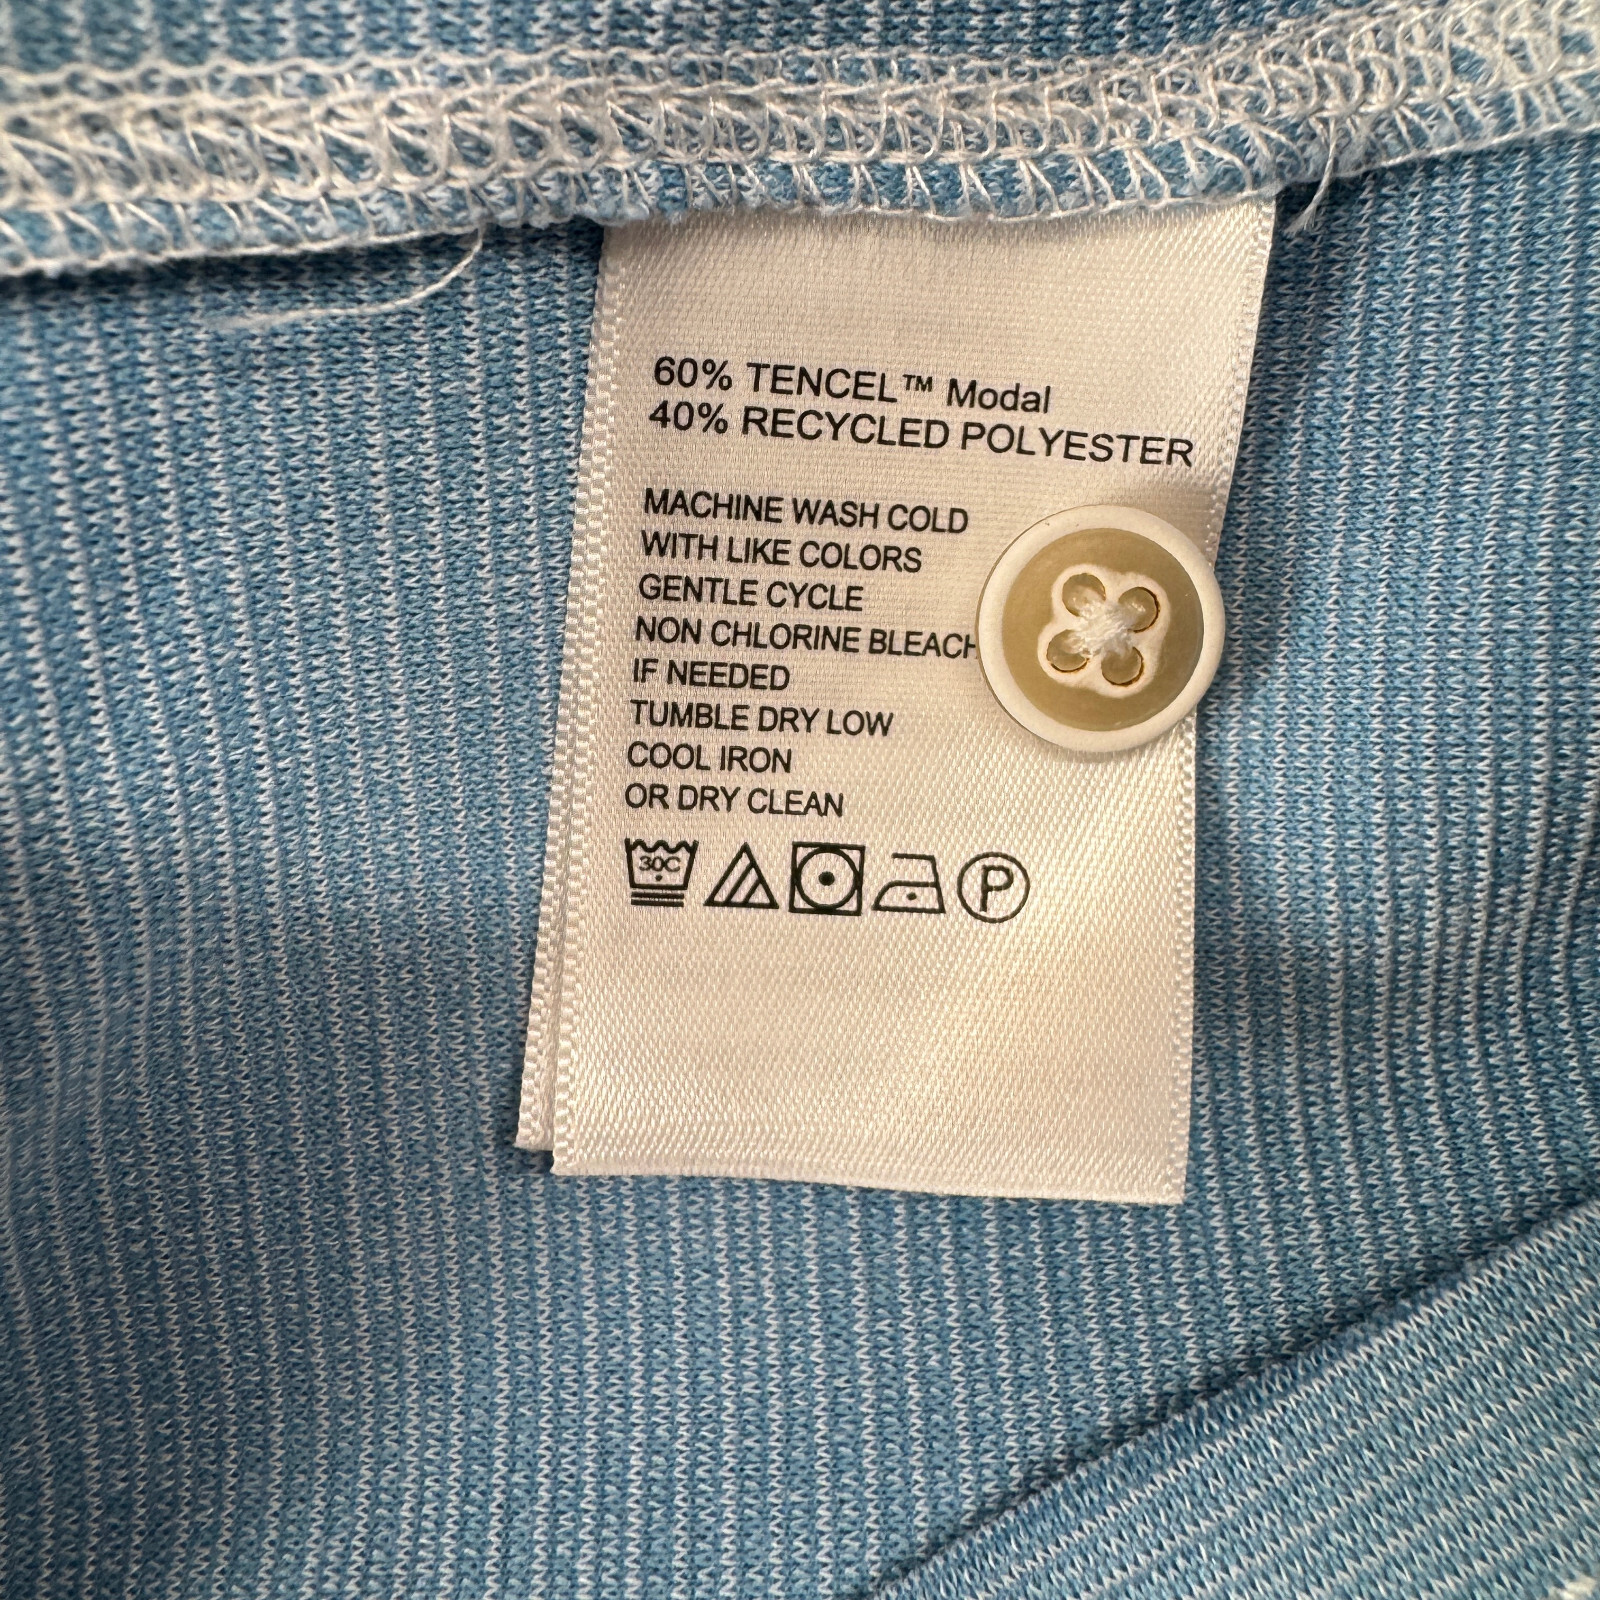 60% TENCEL™ Modal
40% RECYCLED POLYESTER
MACHINE WASH COLD
WITH LIKE COLORS
GENTLE CYCLE
NON CHLORINE BLEACH
IF NEEDED
TUMBLE DRY LOW
COOL IRON
OR DRY CLEAN
30C P